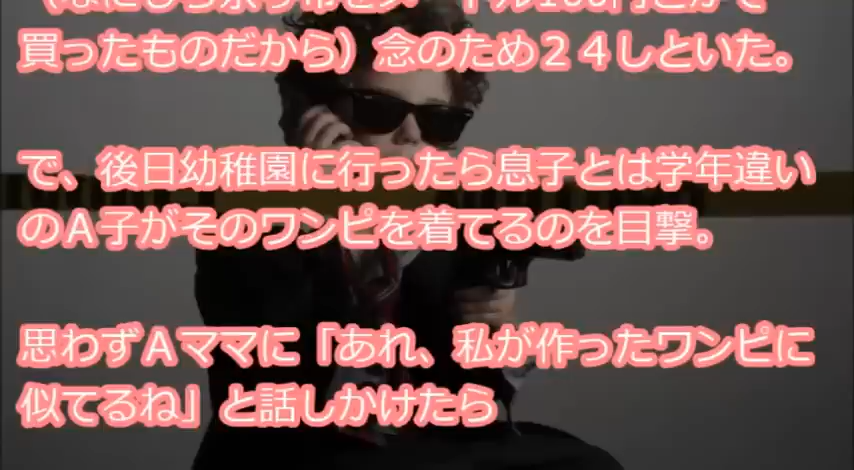 買ったものだから）念のため２４しといた。
で、後日幼稚園に行ったら息子とは学年違い
のＡ子がそのワンピを着てるのを目撃。
思わずＡママに「あれ、私が作ったワンピに
似てるね」と話しかけたら